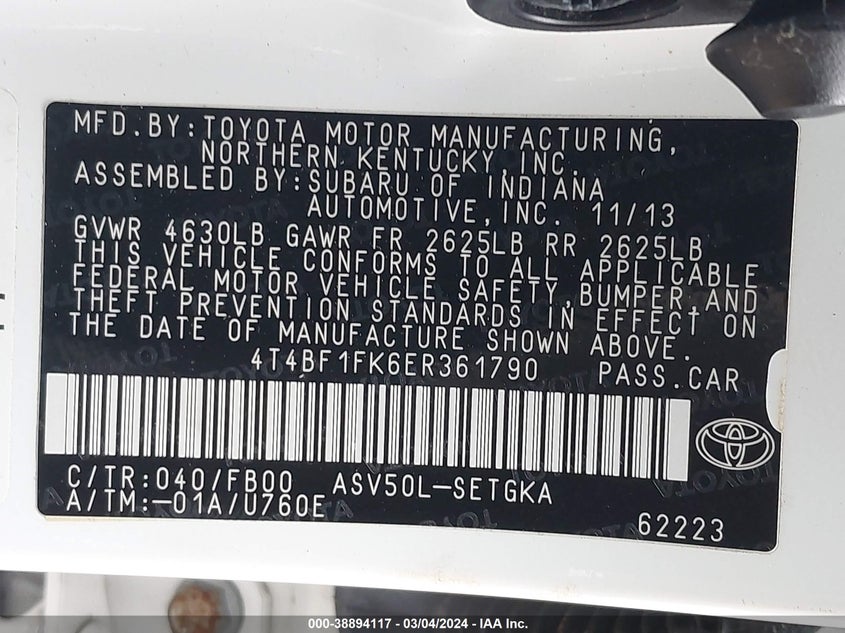 MFD.BY:TOYOTA MOTOR MANUFACTURING,
NORTHERN KENTUCKY,INC.
ASSEMBLED BY:SUBARU OF INDIANA
AUTOMOTIVE,INC. 11/13
GVWR 4630LB GAWR FR 2625LB RR 2625LB
THIS VEHICLE CONFORMS TO ALL APPLICABLE
FEDERAL MOTOR VEHICLE SAFETY,BUMPER,AND
THEFT PREVENTION STANDARDS IN EFFECT ON
THE DATE OF MANUFACTURE SHOWN ABOVE.
4T4BF1FK6ER361790 PASS.CAR
C/TR:040/FB00 ASV50L-SETGKA
A/TM:-01A/U760E
62223
000-38894117 - 03/04/2024 - IAA Inc.